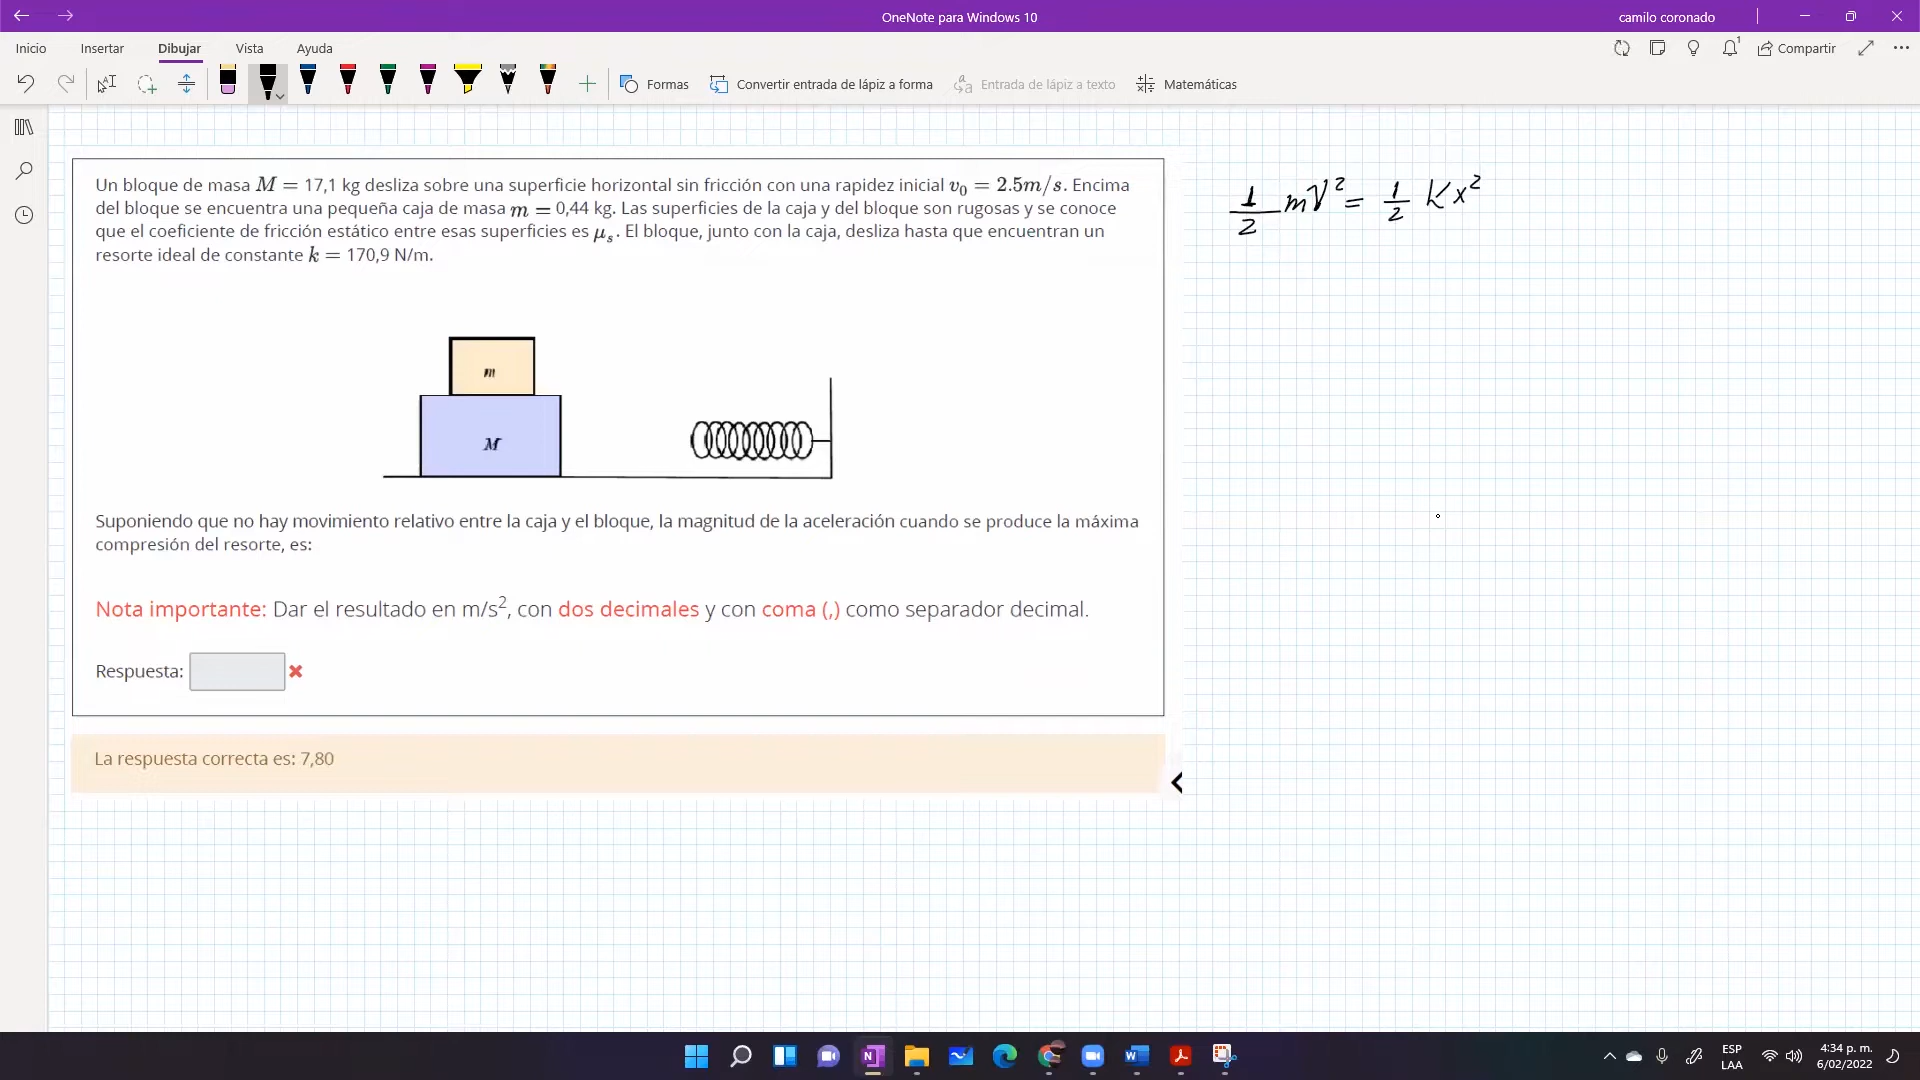 OneNote para Windows 10
camilo coronado
Inicio Insertar Dibujar Vista Ayuda
1
Compartir
Formas Convertir entrada de lápiz a forma Entrada de lápiz a texto Matemáticas
Un bloque de masa M = 17,1 kg desliza sobre una superficie horizontal sin fricción con una rapidez inicial v₀ = 2.5m/s. Encima
del bloque se encuentra una pequeña caja de masa m = 0,44 kg. Las superficies de la caja y del bloque son rugosas y se conoce
que el coeficiente de fricción estático entre esas superficies es μₛ. El bloque, junto con la caja, desliza hasta que encuentran un
resorte ideal de constante k = 170,9 N/m.
1/2 mV² = 1/2 Kx²
m
M
Suponiendo que no hay movimiento relativo entre la caja y el bloque, la magnitud de la aceleración cuando se produce la máxima
compresión del resorte, es:
Nota importante: Dar el resultado en m/s², con dos decimales y con coma (,) como separador decimal.
Respuesta:
La respuesta correcta es: 7,80
ESP
LAA
4:34 p. m.
6/02/2022